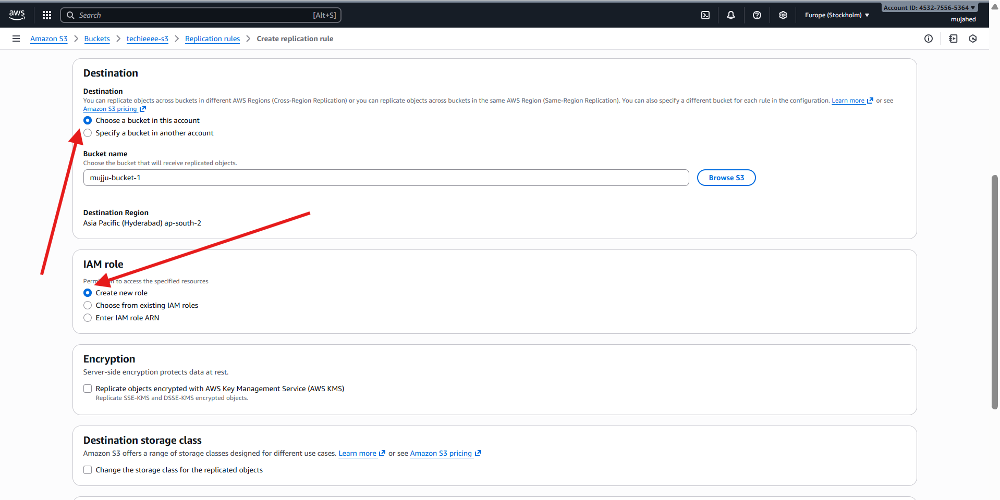 aws
Search [Alt+S]
Account ID: 4532-7556-5364
Europe (Stockholm)
mujahed
Amazon S3 > Buckets > techieeee-s3 > Replication rules > Create replication rule
Destination
Destination
You can replicate objects across buckets in different AWS Regions (Cross-Region Replication) or you can replicate objects across buckets in the same AWS Region (Same-Region Replication). You can also specify a different bucket for each rule in the configuration. Learn more or see
Amazon S3 pricing
Choose a bucket in this account
Specify a bucket in another account
Bucket name
Choose the bucket that will receive replicated objects.
mujju-bucket-1
Browse S3
Destination Region
Asia Pacific (Hyderabad) ap-south-2
IAM role
to access the specified resources
Create new role
Choose from existing IAM roles
Enter IAM role ARN
Encryption
Server-side encryption protects data at rest.
Replicate objects encrypted with AWS Key Management Service (AWS KMS)
Replicate SSE-KMS and DSSE-KMS encrypted objects.
Destination storage class
Amazon S3 offers a range of storage classes designed for different use cases. Learn more or see Amazon S3 pricing
Change the storage class for the replicated objects